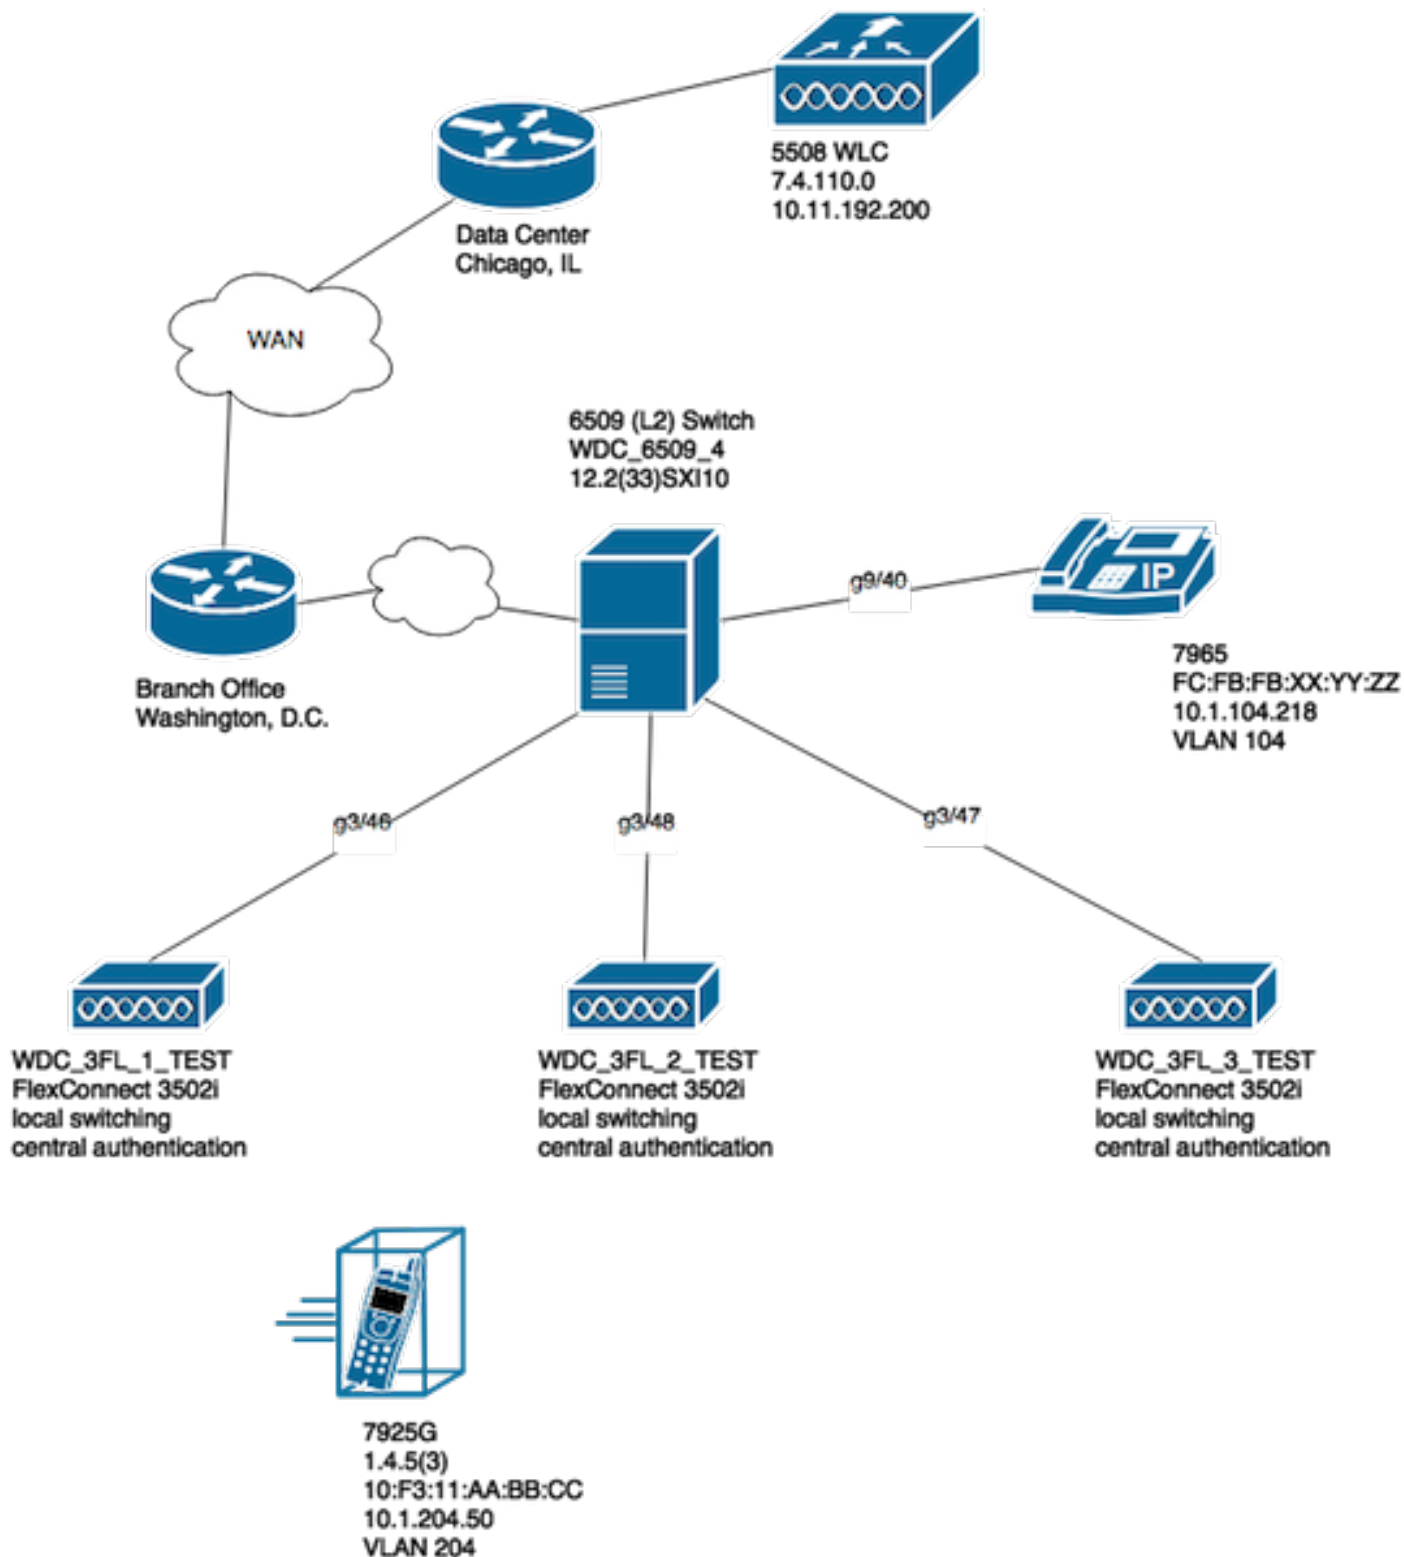 5508 WLC
7.4.110.0
10.11.192.200
Data Center
Chicago, IL
WAN
6509 (L2) Switch
WDC_6509_4
12.2(33)SXI10
g9/40
IP
7965
FC:FB:FB:XX:YY:ZZ
10.1.104.218
VLAN 104
Branch Office
Washington, D.C.
g3/46
g3/48
g3/47
WDC_3FL_1_TEST
FlexConnect 3502i
local switching
central authentication
WDC_3FL_2_TEST
FlexConnect 3502i
local switching
central authentication
WDC_3FL_3_TEST
FlexConnect 3502i
local switching
central authentication
7925G
1.4.5(3)
10:F3:11:AA:BB:CC
10.1.204.50
VLAN 204